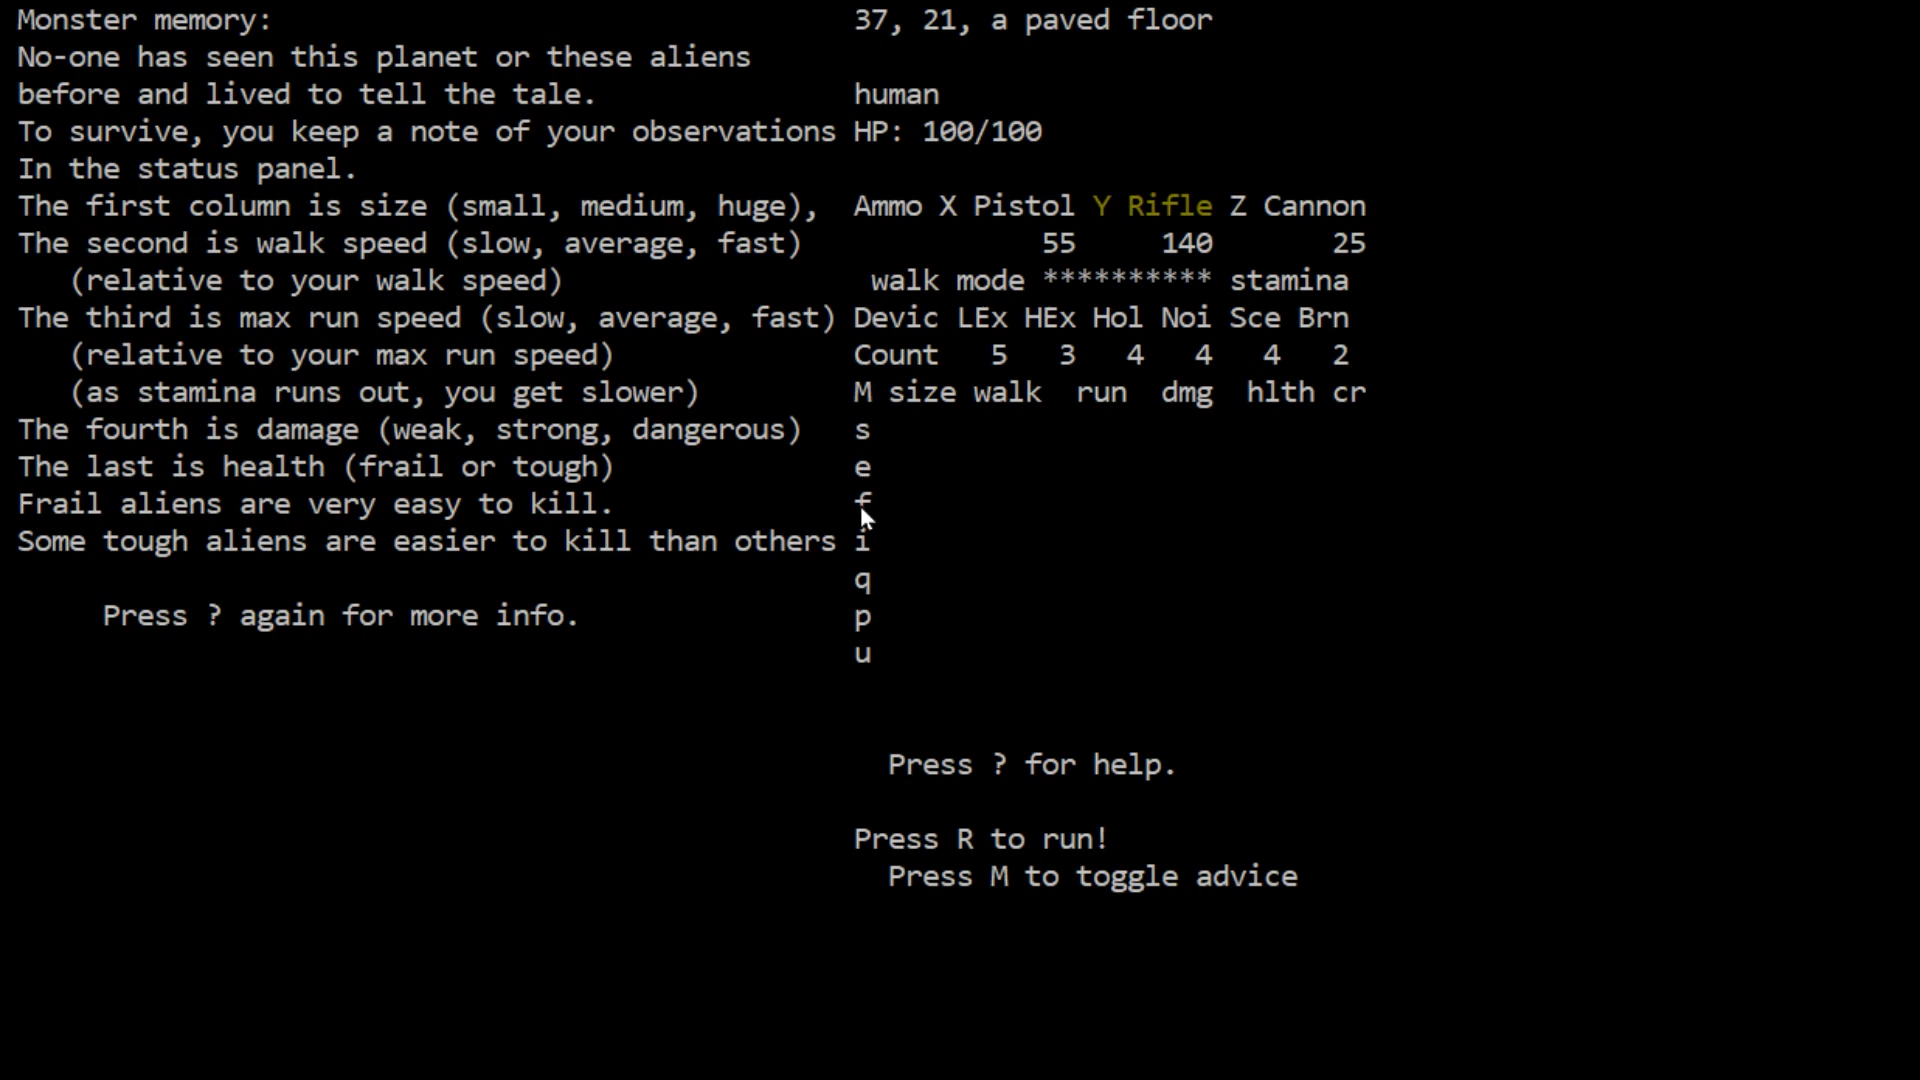 Monster memory:
No-one has seen this planet or these aliens
before and lived to tell the tale.
To survive, you keep a note of your observations
In the status panel.
The first column is size (small, medium, huge),
The second is walk speed (slow, average, fast)
(relative to your walk speed)
The third is max run speed (slow, average, fast)
(relative to your max run speed)
(as stamina runs out, you get slower)
The fourth is damage (weak, strong, dangerous)
The last is health (frail or tough)
Frail aliens are very easy to kill.
Some tough aliens are easier to kill than others
Press ? again for more info.
37, 21, a paved floor
human
HP: 100/100
Ammo X Pistol Y Rifle Z Cannon
55 140 25
walk mode ********** stamina
Devic LEx HEx Hol Noi Sce Brn
Count 5 3 4 4 4 2
M size walk run dmg hlth cr
s
e
f
i
q
p
u
Press ? for help.
Press R to run!
Press M to toggle advice